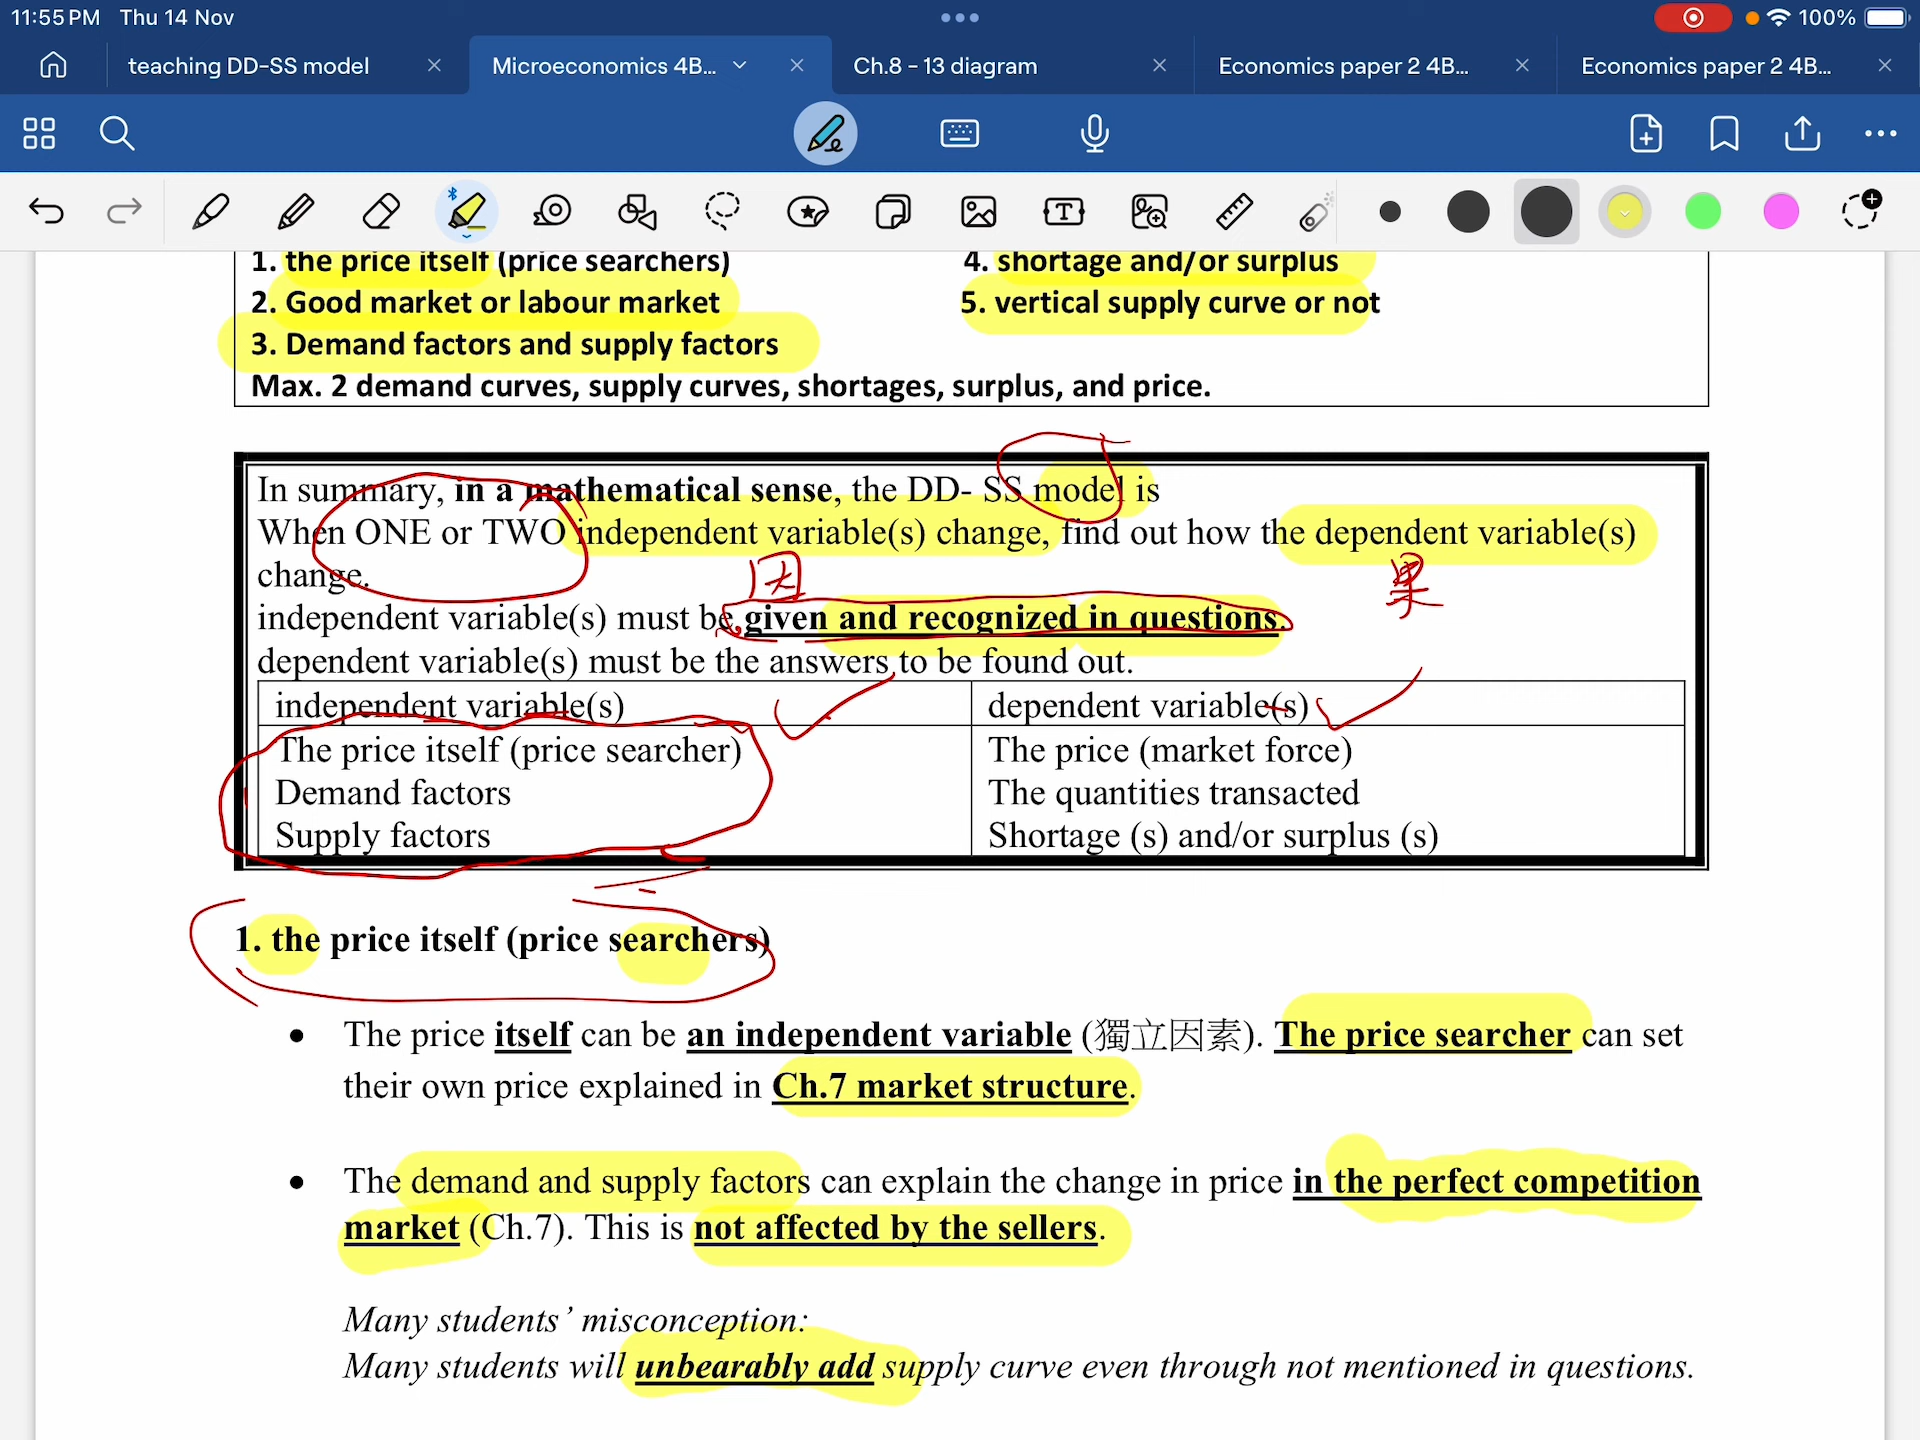 11:55 PM Thu 14 Nov
100%
teaching DD-SS model
Microeconomics 4B...
Ch.8 - 13 diagram
Economics paper 2 4B...
Economics paper 2 4B...
1. the price itself (price searchers)
4. shortage and/or surplus
2. Good market or labour market
5. vertical supply curve or not
3. Demand factors and supply factors
Max. 2 demand curves, supply curves, shortages, surplus, and price.
In summary, in a mathematical sense, the DD- SS model is
When ONE or TWO independent variable(s) change, find out how the dependent variable(s)
change.
因
果
independent variable(s) must be given and recognized in questions.
dependent variable(s) must be the answers to be found out.
independent variable(s)
dependent variable(s)
The price itself (price searcher)
The price (market force)
Demand factors
The quantities transacted
Supply factors
Shortage (s) and/or surplus (s)
1. the price itself (price searchers)
• The price itself can be an independent variable (獨立因素). The price searcher can set
their own price explained in Ch.7 market structure.
• The demand and supply factors can explain the change in price in the perfect competition
market (Ch.7). This is not affected by the sellers.
Many students' misconception:
Many students will unbearably add supply curve even through not mentioned in questions.